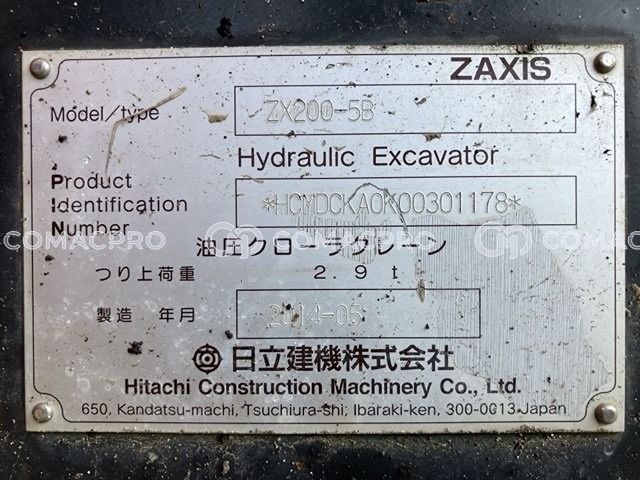 ZAXIS
Model/type ZX200-5B
Hydraulic Excavator
Product
Identification *HCMDCKA0K00301178*
Number
COMACPRO COMACPRO COMACPRO
油圧クローラクレーン
つり上荷重 2.9 t
製造 年月 2014-05
日立建機株式会社
Hitachi Construction Machinery Co., Ltd.
650, Kandatsu-machi, Tsuchiura-shi, Ibaraki-ken, 300-0013 Japan